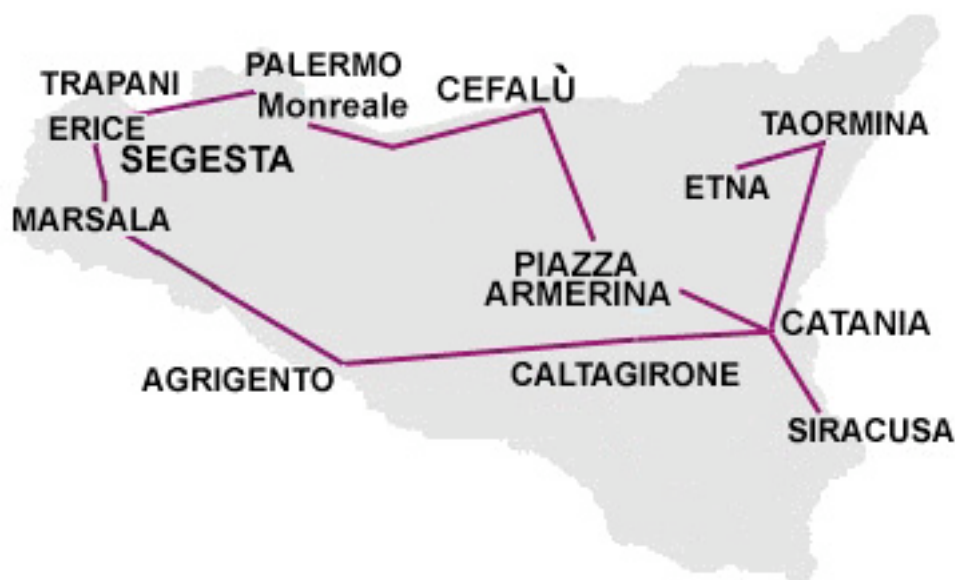 TRAPANI
PALERMO
Monreale
CEFALÙ
ERICE
SEGESTA
TAORMINA
ETNA
MARSALA
PIAZZA
ARMERINA
CATANIA
AGRIGENTO
CALTAGIRONE
SIRACUSA